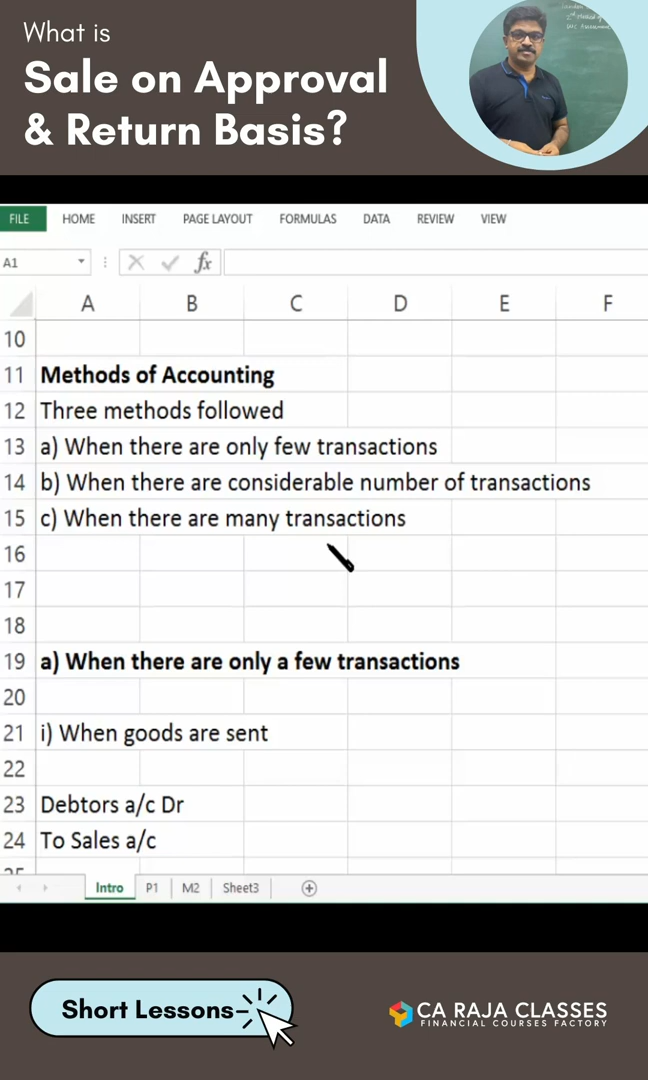 What is
Sale on Approval
& Return Basis?
FILE HOME INSERT PAGE LAYOUT FORMULAS DATA REVIEW VIEW
A1 fx
A B C D E F
10
11 Methods of Accounting
12 Three methods followed
13 a) When there are only few transactions
14 b) When there are considerable number of transactions
15 c) When there are many transactions
16
17
18
19 a) When there are only a few transactions
20
21 i) When goods are sent
22
23 Debtors a/c Dr
24 To Sales a/c
Intro P1 M2 Sheet3
Short Lessons
CA RAJA CLASSES
FINANCIAL COURSES FACTORY